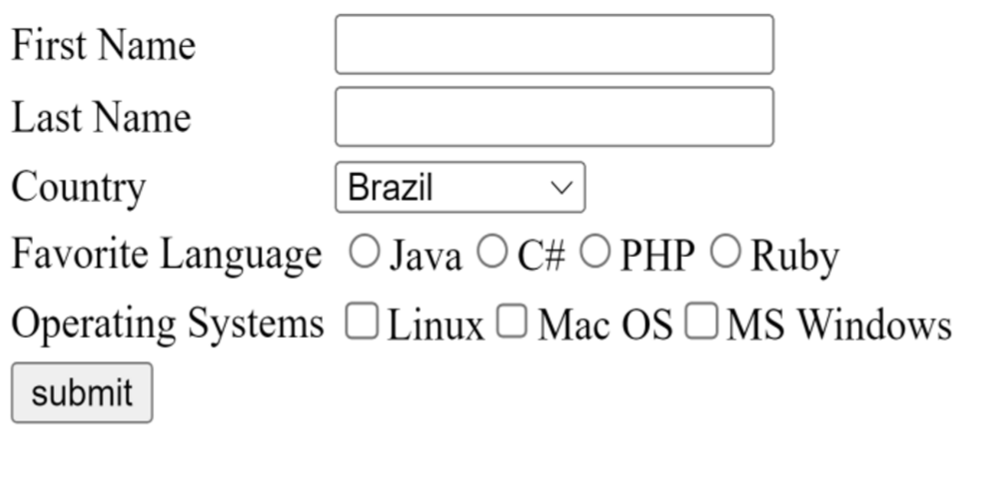 First Name
Last Name
Country Brazil
Favorite Language Java C# PHP Ruby
Operating Systems Linux Mac OS MS Windows
submit